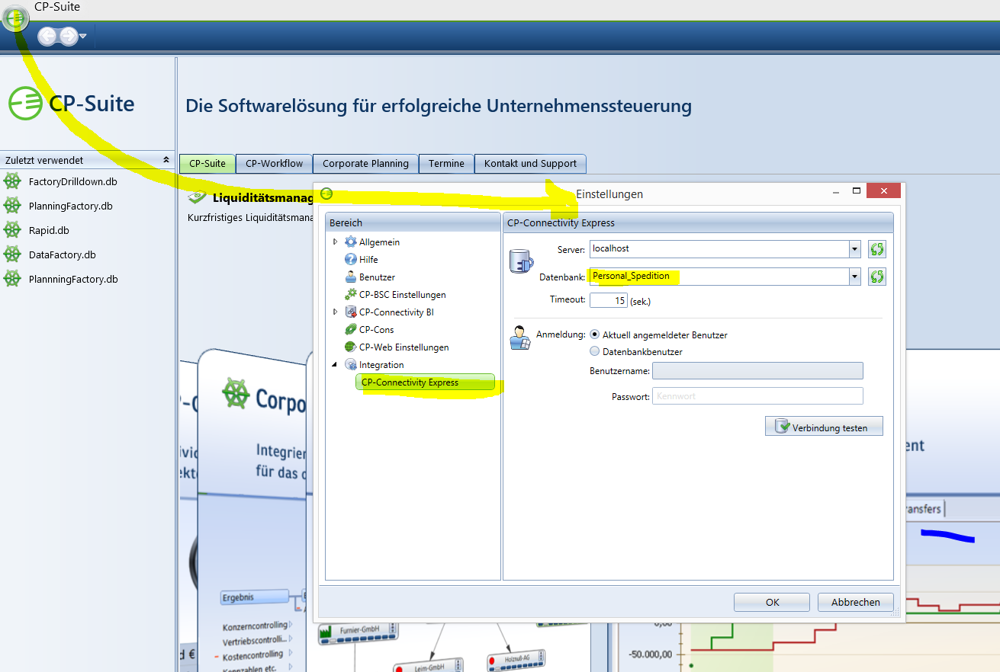 CP-Suite
CP-Suite
Die Softwarelösung für erfolgreiche Unternehmenssteuerung
Zuletzt verwendet
FactoryDrilldown.db
PlanningFactory.db
Rapid.db
DataFactory.db
PlannningFactory.db
CP-Suite
CP-Workflow
Corporate Planning
Termine
Kontakt und Support
Liquiditätsmanag
Kurzfristiges Liquiditätsmana
Einstellungen
Bereich
Allgemein
Hilfe
Benutzer
CP-BSC Einstellungen
CP-Connectivity BI
CP-Cons
CP-Web Einstellungen
Integration
CP-Connectivity Express
CP-Connectivity Express
Server: localhost
Datenbank: Personal_Spedition
Timeout: 15 (sek.)
Anmeldung: Aktuell angemeldeter Benutzer
Datenbankbenutzer
Benutzername:
Passwort: Kennwort
Verbindung testen
OK
Abbrechen
Corpo
Integrier
für das
Ergebnis
Konzerncontrolling
Vertriebscontrolli...
Kostencontrolling
Kennzahlen etc.
d €
Furnier-GmbH
Leim-GmbH
Holznuß-AG
ent
ransfers
0,00
-50.000,00